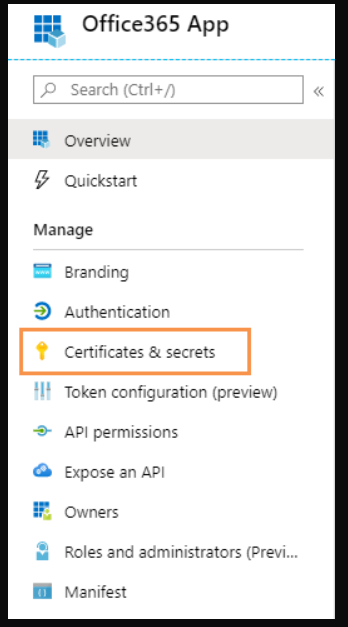 Office365 App
Search (Ctrl+/)
«
Overview
Quickstart
Manage
Branding
Authentication
Certificates & secrets
Token configuration (preview)
API permissions
Expose an API
Owners
Roles and administrators (Previ...
Manifest